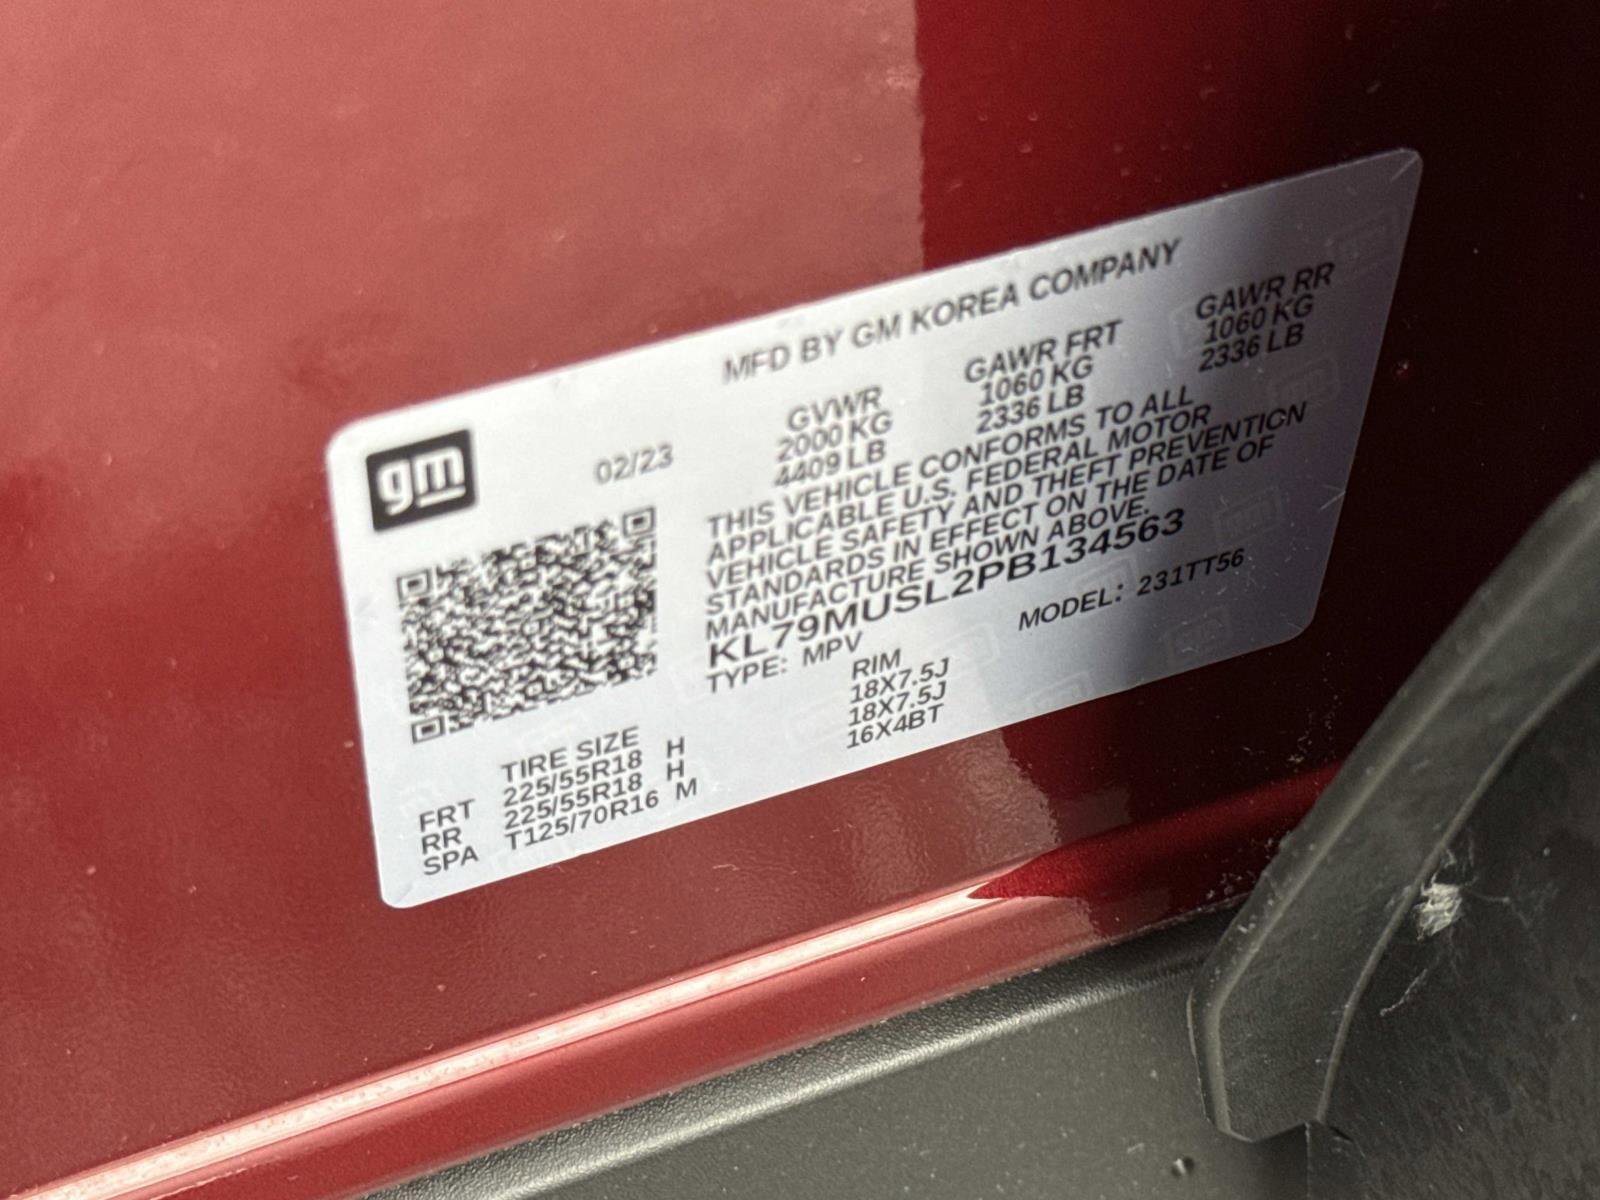 MFD BY GM KOREA COMPANY
gm
02/23
GVWR GAWR FRT GAWR RR
2000 KG 1060 KG 1060 KG
4409 LB 2336 LB 2336 LB
THIS VEHICLE CONFORMS TO ALL
APPLICABLE U.S. FEDERAL MOTOR
VEHICLE SAFETY AND THEFT PREVENTION
STANDARDS IN EFFECT ON THE DATE OF
MANUFACTURE SHOWN ABOVE.
KL79MUSL2PB134563
TYPE: MPV MODEL: 231TT56
TIRE SIZE RIM
FRT 225/55R18 H 18X7.5J
RR 225/55R18 H 18X7.5J
SPA T125/70R16 M 16X4BT